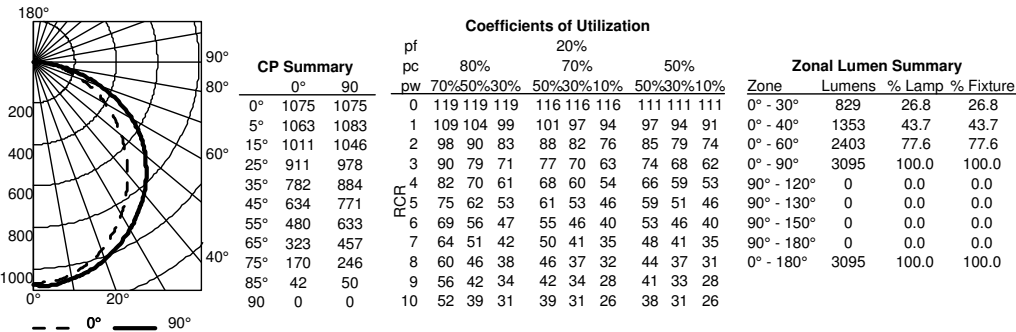 180°
90°
80°
60°
40°
20°
0°
200
400
600
800
1000
0° 90°
CP Summary
0° 90
0° 1075 1075
5° 1063 1083
15° 1011 1046
25° 911 978
35° 782 884
45° 634 771
55° 480 633
65° 323 457
75° 170 246
85° 42 50
90 0 0
Coefficients of Utilization
pf 20%
pc 80% 70% 50%
pw 70%50%30% 50%30%10% 50%30%10%
RCR
0 119 119 119 116 116 116 111 111 111
1 109 104 99 101 97 94 97 94 91
2 98 90 83 88 82 76 85 79 74
3 90 79 71 77 70 63 74 68 62
4 82 70 61 68 60 54 66 59 53
5 75 62 53 61 53 46 59 51 46
6 69 56 47 55 46 40 53 46 40
7 64 51 42 50 41 35 48 41 35
8 60 46 38 46 37 32 44 37 31
9 56 42 34 42 34 28 41 33 28
10 52 39 31 39 31 26 38 31 26
Zonal Lumen Summary
Zone Lumens % Lamp % Fixture
0° - 30° 829 26.8 26.8
0° - 40° 1353 43.7 43.7
0° - 60° 2403 77.6 77.6
0° - 90° 3095 100.0 100.0
90° - 120° 0 0.0 0.0
90° - 130° 0 0.0 0.0
90° - 150° 0 0.0 0.0
90° - 180° 0 0.0 0.0
0° - 180° 3095 100.0 100.0